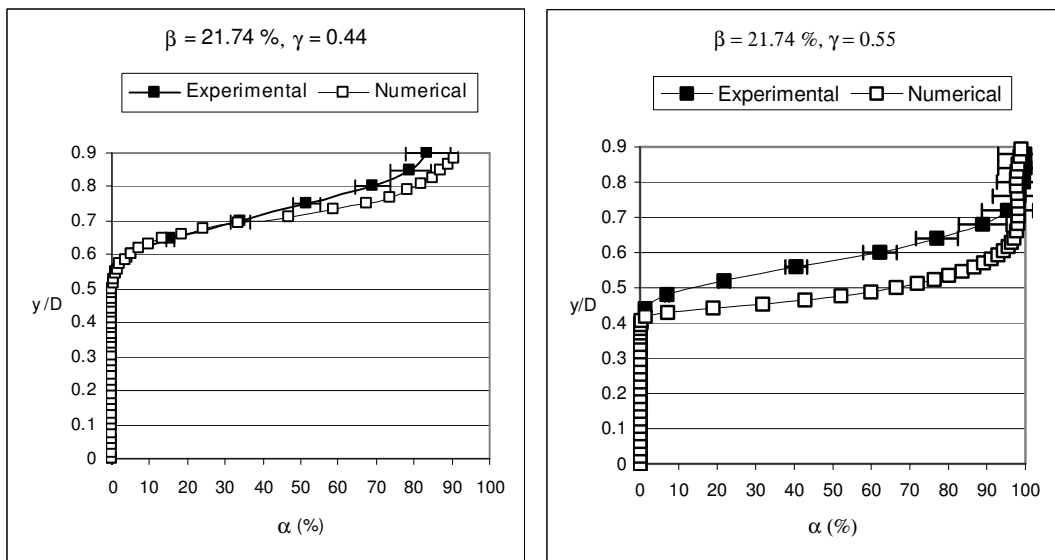 β = 21.74 %, γ = 0.44
Experimental Numerical
0.9
0.8
0.7
0.6
0.5
0.4
0.3
0.2
0.1
0
y/D
0 10 20 30 40 50 60 70 80 90 100
α (%)
β = 21.74 %, γ = 0.55
Experimental Numerical
0.9
0.8
0.7
0.6
0.5
0.4
0.3
0.2
0.1
0
y/D
0 10 20 30 40 50 60 70 80 90 100
α (%)